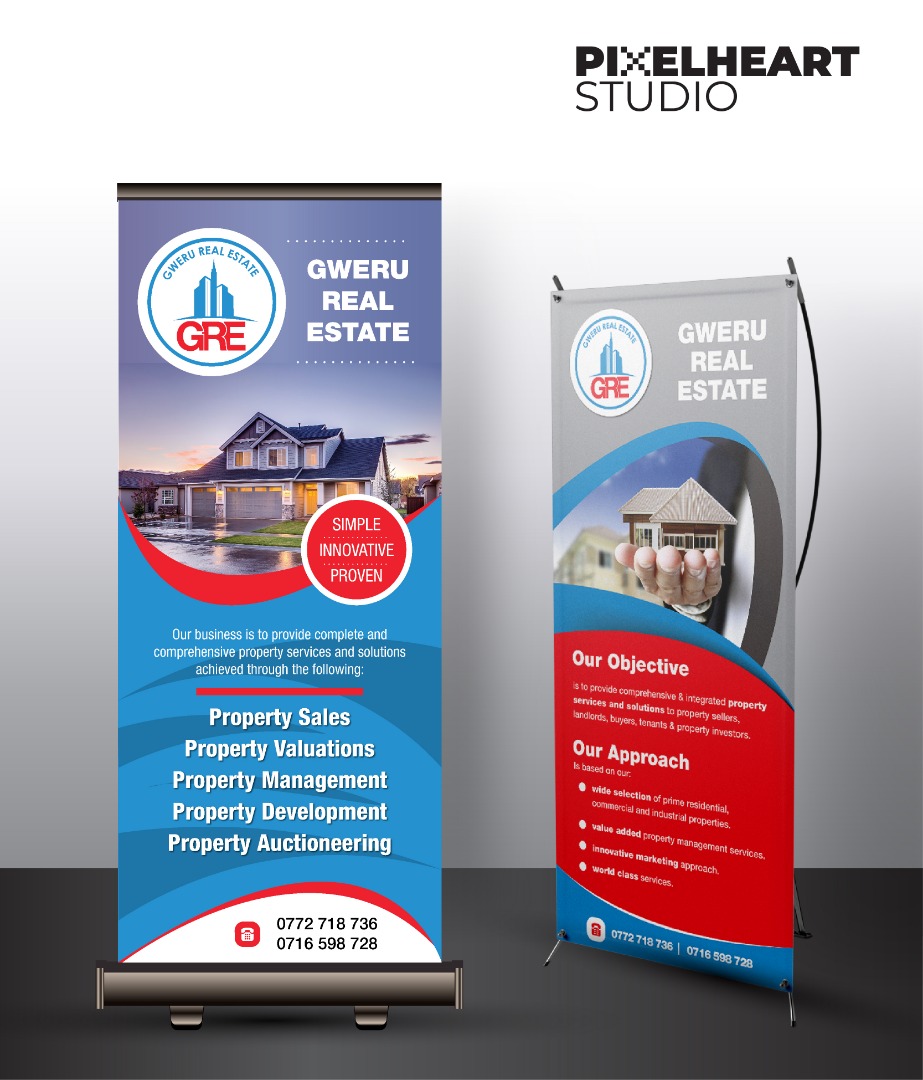 PIXELHEART
STUDIO
GWERU REAL ESTATE
GRE
GWERU
REAL
ESTATE
SIMPLE
INNOVATIVE
PROVEN
Our business is to provide complete and
comprehensive property services and solutions
achieved through the following:
Property Sales
Property Valuations
Property Management
Property Development
Property Auctioneering
0772 718 736
0716 598 728
GWERU REAL ESTATE
GRE
GWERU
REAL
ESTATE
Our Objective
is to provide comprehensive & integrated property
services and solutions to property sellers,
landlords, buyers, tenants & property investors.
Our Approach
Is based on our:
wide selection of prime residential,
commercial and industrial properties.
value added property management services.
innovative marketing approach.
world class services.
0772 718 736 | 0716 598 728